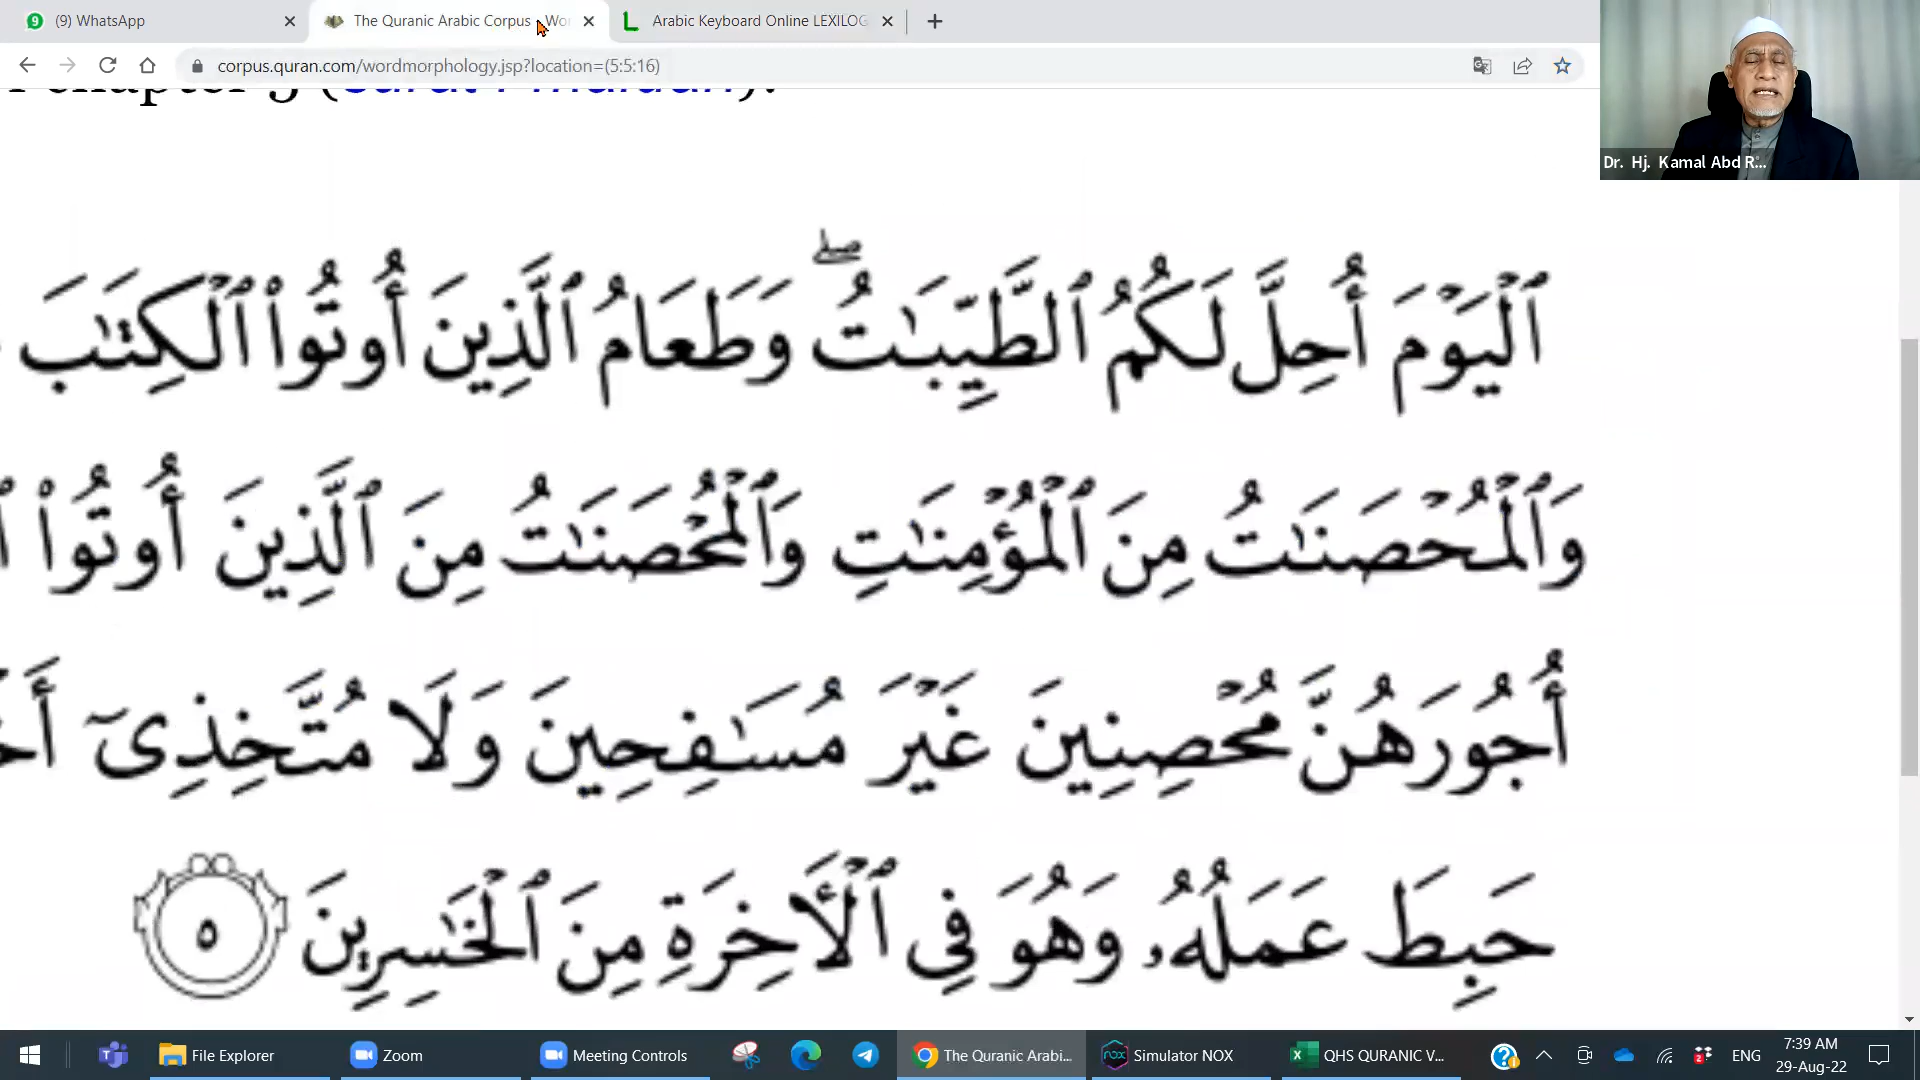 (9) WhatsApp
The Quranic Arabic Corpus - Wor
Arabic Keyboard Online LEXILOG
corpus.quran.com/wordmorphology.jsp?location=(5:5:16)
Dr. Hj. Kamal Abd R...
ٱلْيَوْمَ أُحِلَّ لَكُمُ ٱلطَّيِّبَـٰتُ ۖ وَطَعَامُ ٱلَّذِينَ أُوتُوا۟ ٱلْكِتَـٰبَ
وَٱلْمُحْصَنَـٰتُ مِنَ ٱلْمُؤْمِنَـٰتِ وَٱلْمُحْصَنَـٰتُ مِنَ ٱلَّذِينَ أُوتُوا۟
أُجُورَهُنَّ مُحْصِنِينَ غَيْرَ مُسَـٰفِحِينَ وَلَا مُتَّخِذِىٓ
حَبِطَ عَمَلُهُۥ وَهُوَ فِى ٱلْـَٔاخِرَةِ مِنَ ٱلْخَـٰسِرِينَ ٥
File Explorer
Zoom
Meeting Controls
The Quranic Arabi...
Simulator NOX
QHS QURANIC V...
ENG
7:39 AM
29-Aug-22